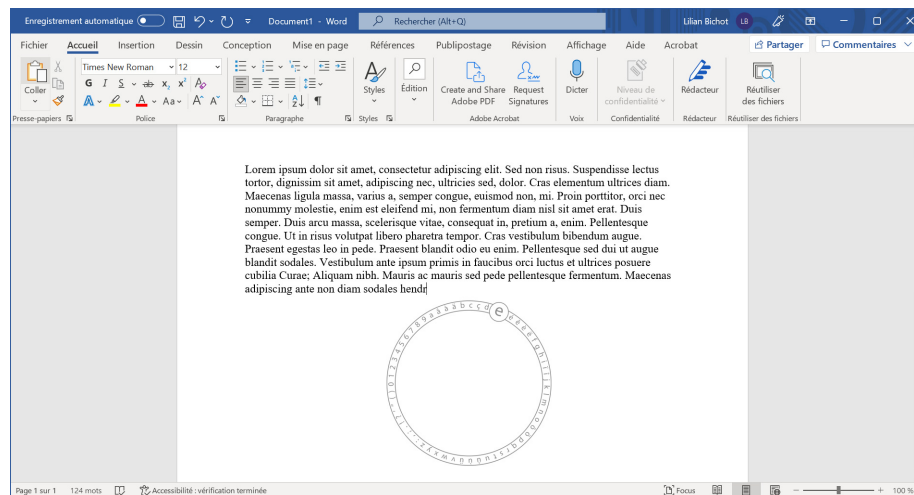 Enregistrement automatique
Document1 - Word
Rechercher (Alt+Q)
Lilian Bichot
LB
Fichier Accueil Insertion Dessin Conception Mise en page Références Publipostage Révision Affichage Aide Acrobat
Partager
Commentaires
Coller
Times New Roman
12
G I S ab x₂ x²
A A A Aa A A
Styles
Édition
Create and Share Adobe PDF
Request Signatures
Dicter
Niveau de confidentialité
Rédacteur
Réutiliser des fichiers
Presse-papiers
Police
Paragraphe
Styles
Adobe Acrobat
Voix
Confidentialité
Rédacteur
Réutiliser des fichiers
Lorem ipsum dolor sit amet, consectetur adipiscing elit. Sed non risus. Suspendisse lectus
tortor, dignissim sit amet, adipiscing nec, ultricies sed, dolor. Cras elementum ultrices diam.
Maecenas ligula massa, varius a, semper congue, euismod non, mi. Proin porttitor, orci nec
nonummy molestie, enim est eleifend mi, non fermentum diam nisl sit amet erat. Duis
semper. Duis arcu massa, scelerisque vitae, consequat in, pretium a, enim. Pellentesque
congue. Ut in risus volutpat libero pharetra tempor. Cras vestibulum bibendum augue.
Praesent egestas leo in pede. Praesent blandit odio eu enim. Pellentesque sed dui ut augue
blandit sodales. Vestibulum ante ipsum primis in faucibus orci luctus et ultrices posuere
cubilia Curae; Aliquam nibh. Mauris ac mauris sed pede pellentesque fermentum. Maecenas
adipiscing ante non diam sodales hendr
e
Page 1 sur 1
124 mots
Accessibilité : vérification terminée
Focus
100 %